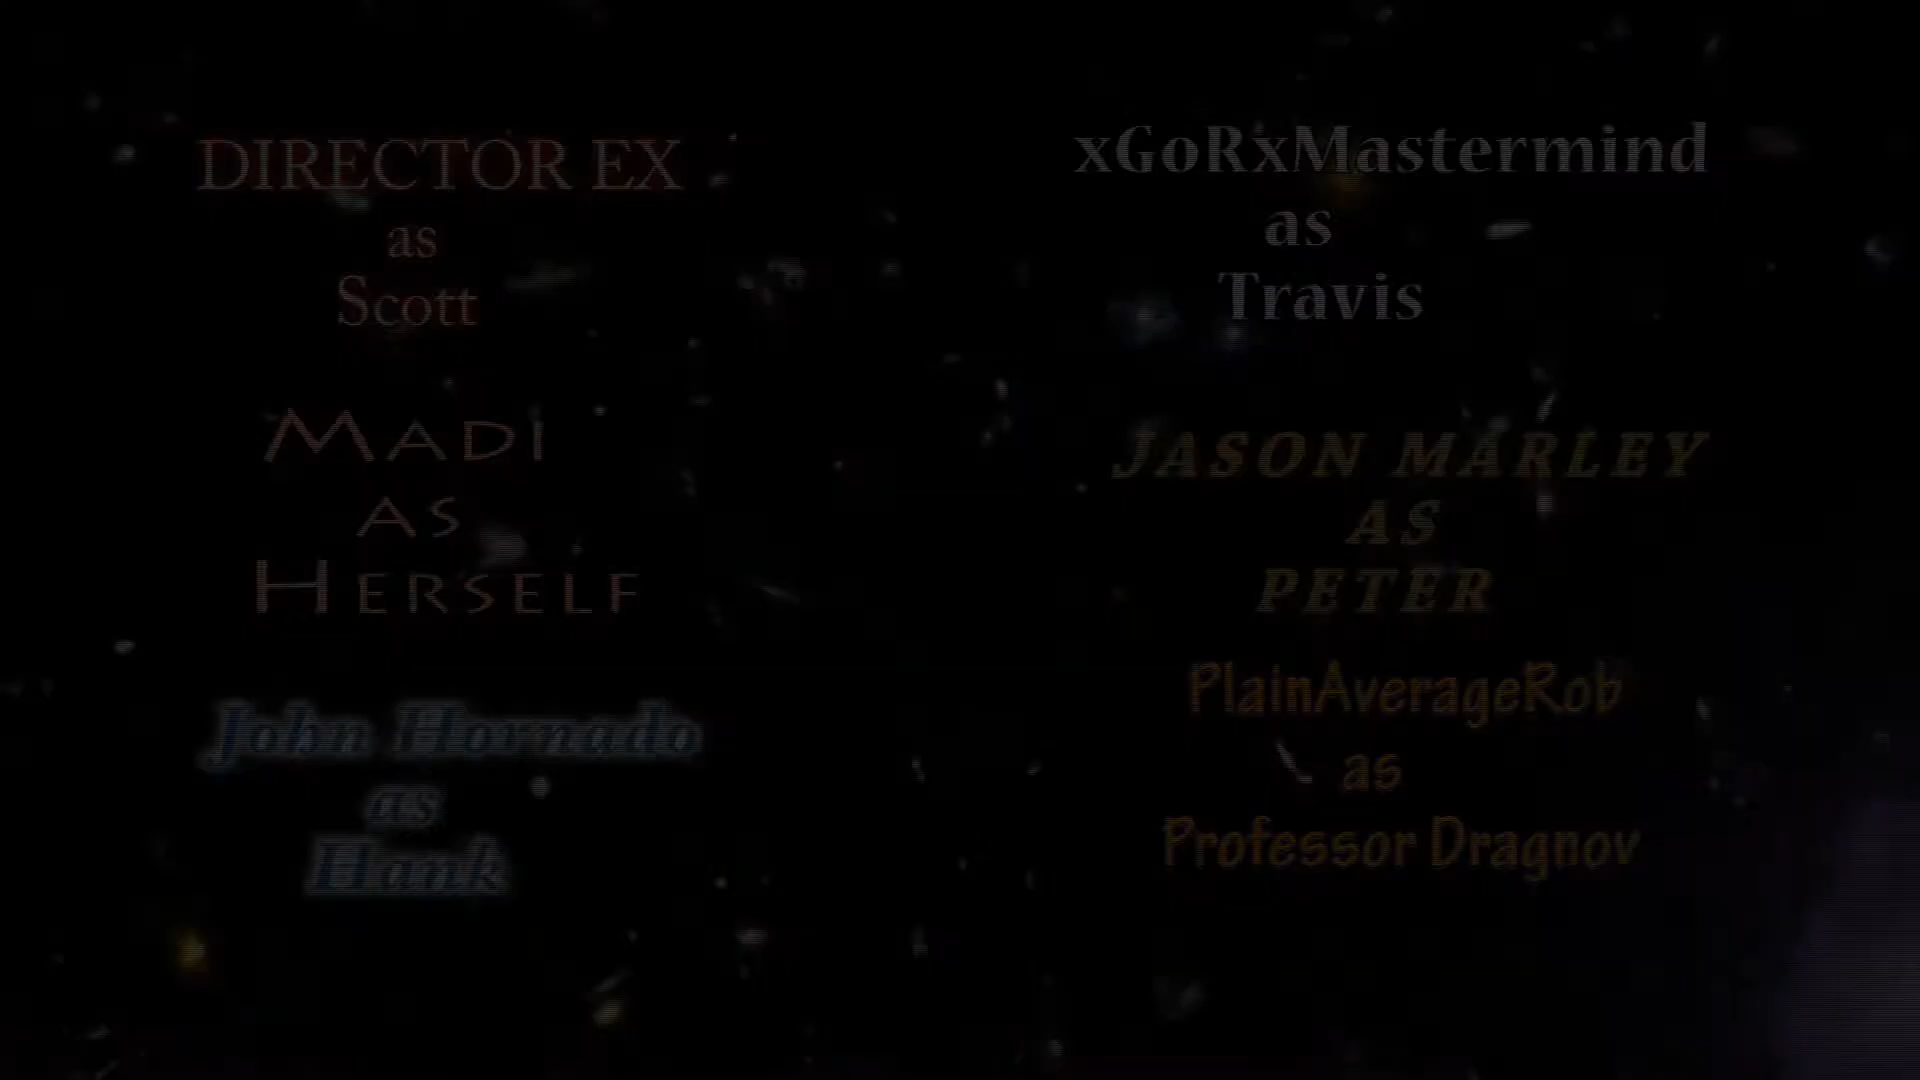 DIRECTOR EX
as
Scott
MADI
AS
HERSELF
John Hornado
as
Hank
xGoRxMastermind
as
Travis
JASON MARLEY
AS
PETER
PlainAverageRob
as
Professor Dragnov